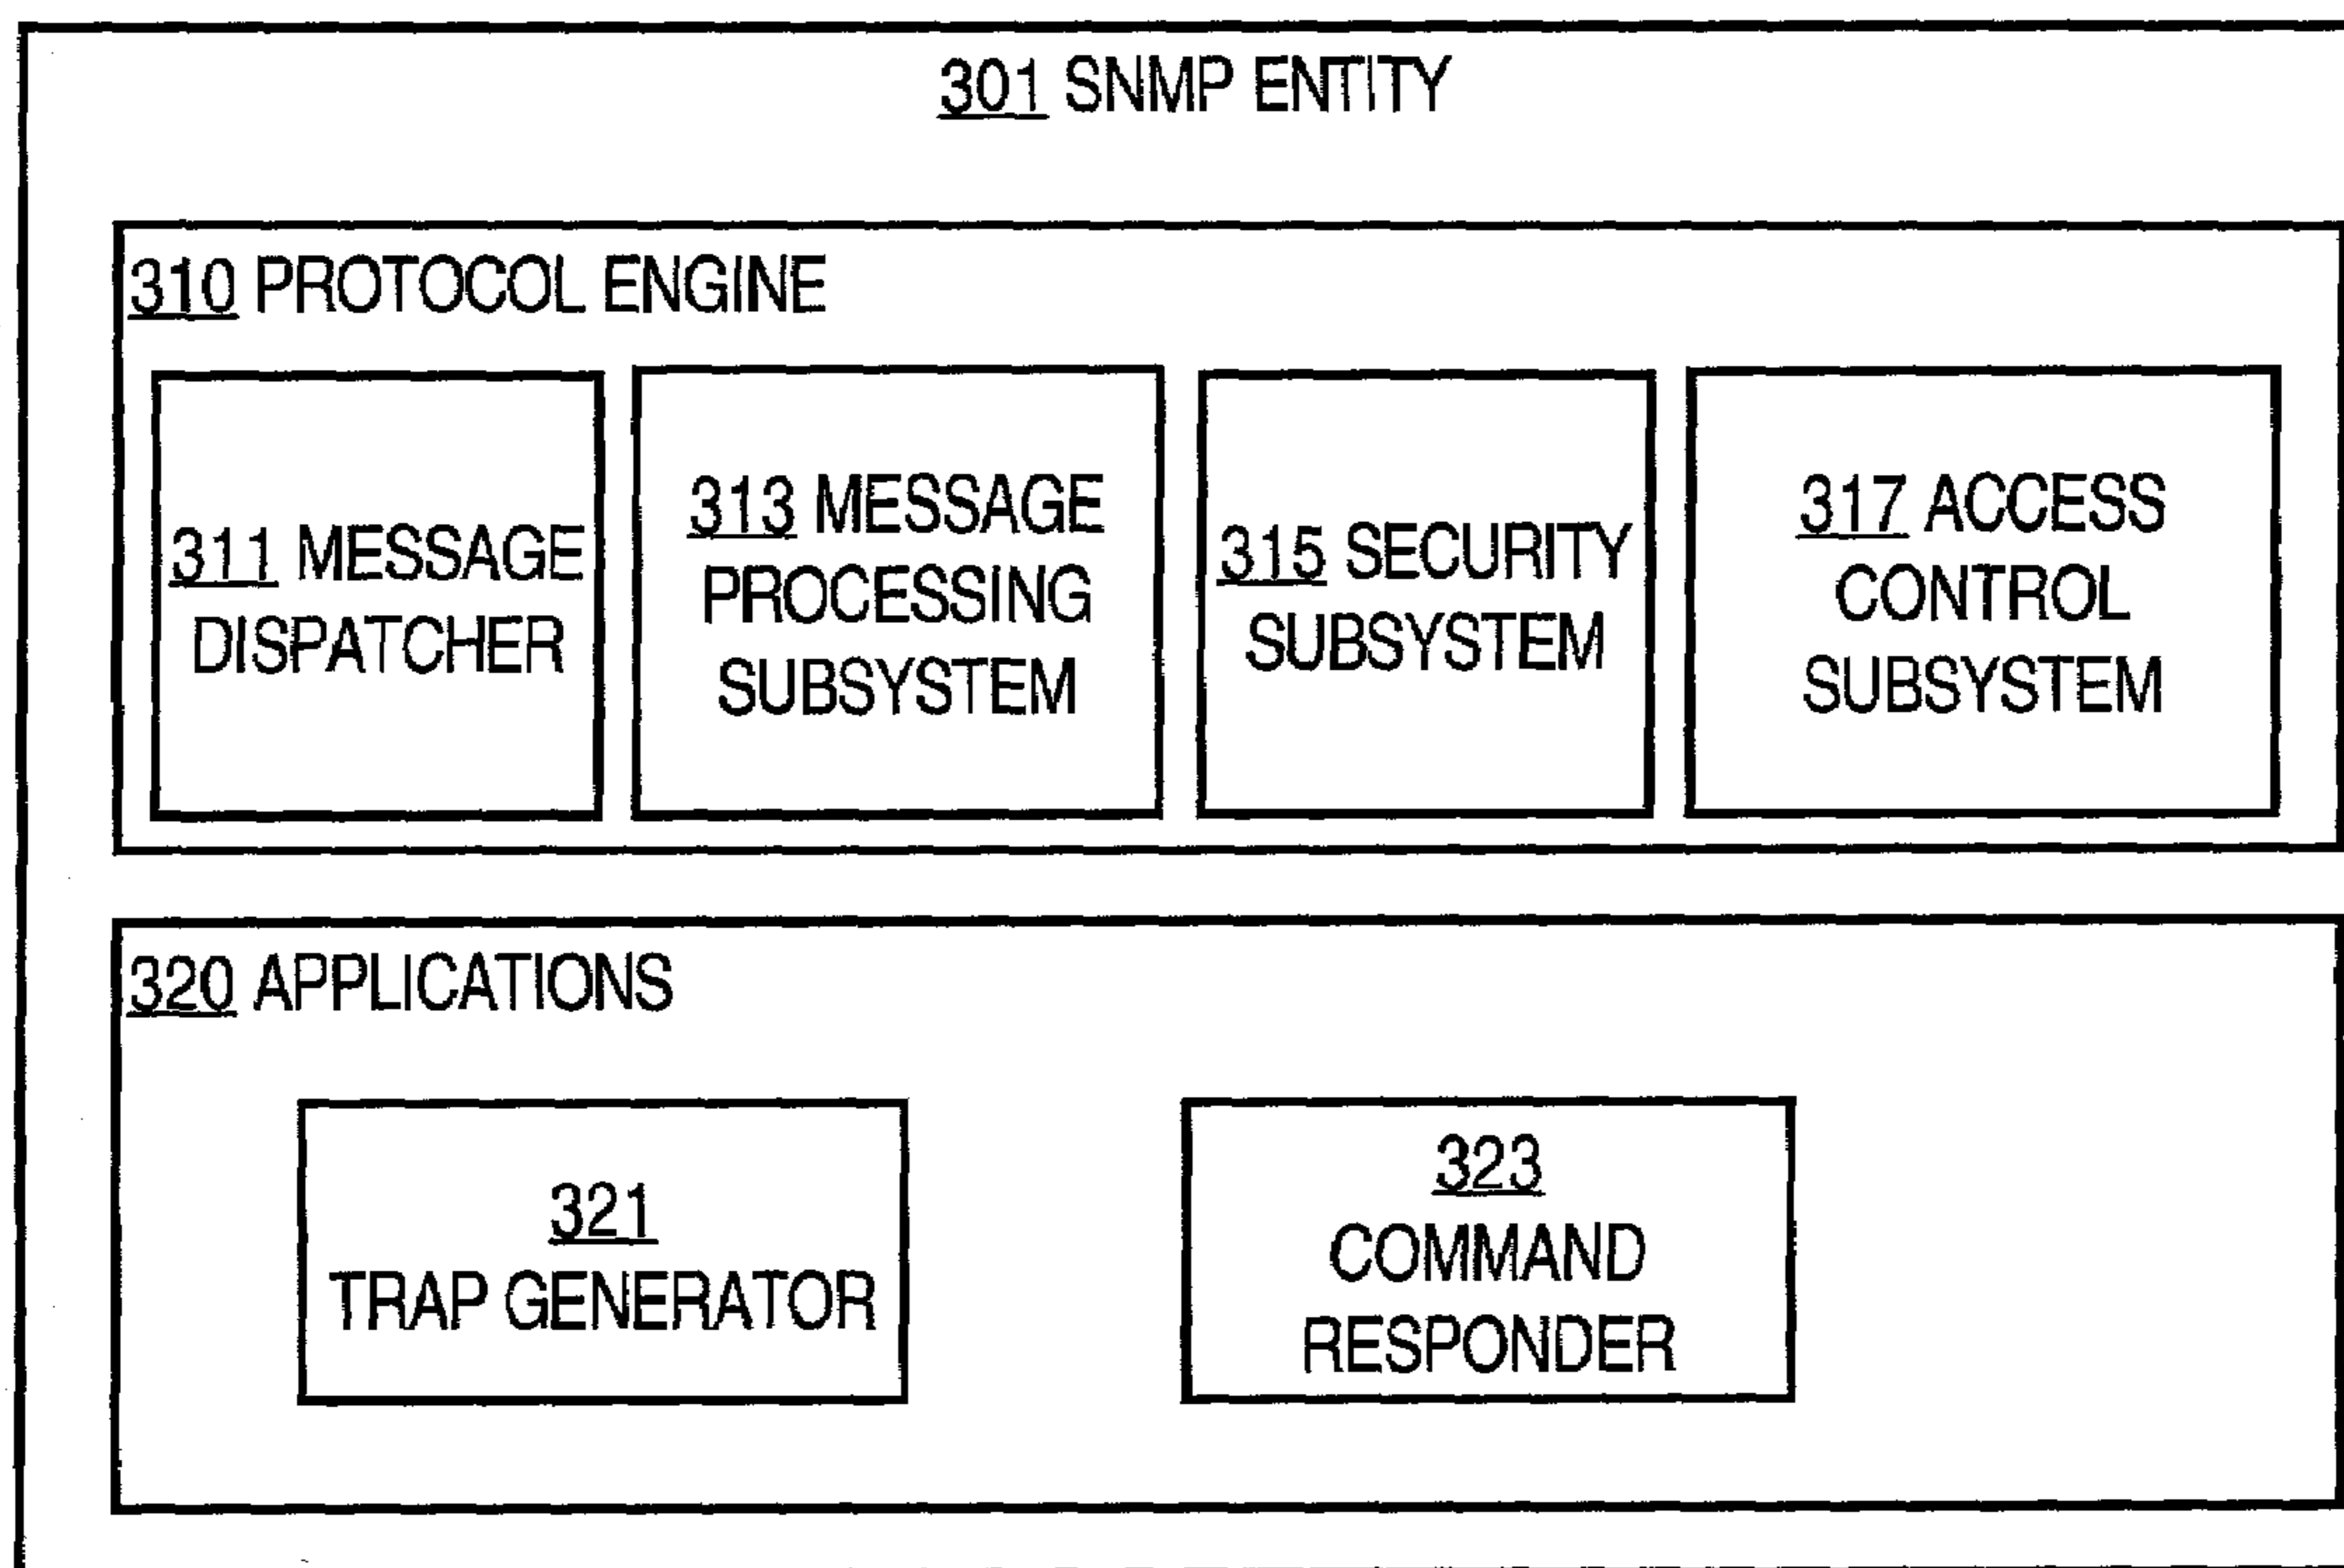 301 SNMP ENTITY
310 PROTOCOL ENGINE
311 MESSAGE
DISPATCHER
313 MESSAGE
PROCESSING
SUBSYSTEM
315 SECURITY
SUBSYSTEM
317 ACCESS
CONTROL
SUBSYSTEM
320 APPLICATIONS
321
TRAP GENERATOR
323
COMMAND
RESPONDER